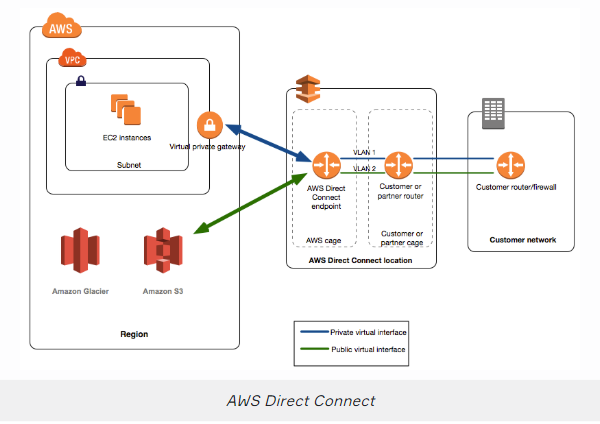 AWS
VPC
EC2 instances
Subnet
Virtual private gateway
Amazon Glacier
Amazon S3
Region
VLAN 1
VLAN 2
AWS Direct
Connect
endpoint
AWS cage
Customer or
partner router
Customer or
partner cage
AWS Direct Connect location
Customer router/firewall
Customer network
Private virtual interface
Public virtual interface
AWS Direct Connect